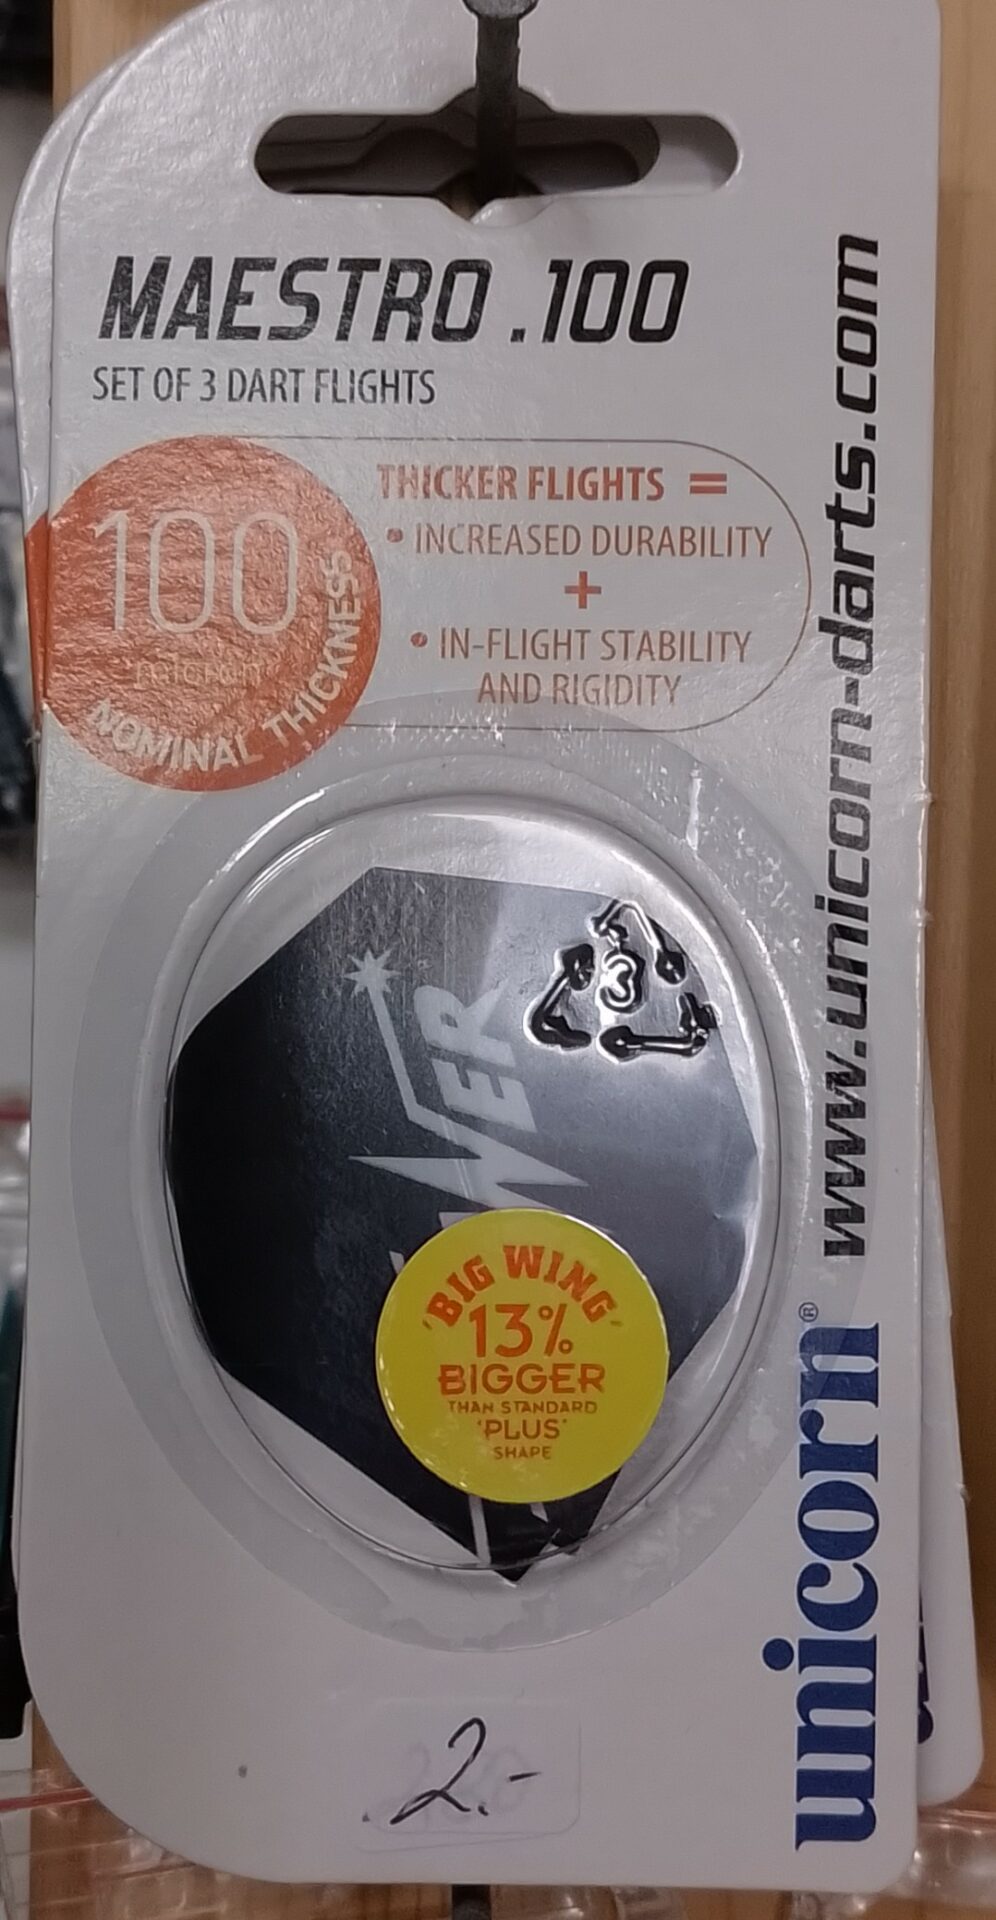 MAESTRO .100
SET OF 3 DART FLIGHTS
100
micron
NOMINAL THICKNESS
THICKER FLIGHTS =
• INCREASED DURABILITY
+
• IN-FLIGHT STABILITY
AND RIGIDITY
3
'BIG WING'
13%
BIGGER
THAN STANDARD
'PLUS'
SHAPE
2.-
unicorn®
www.unicorn-darts.com